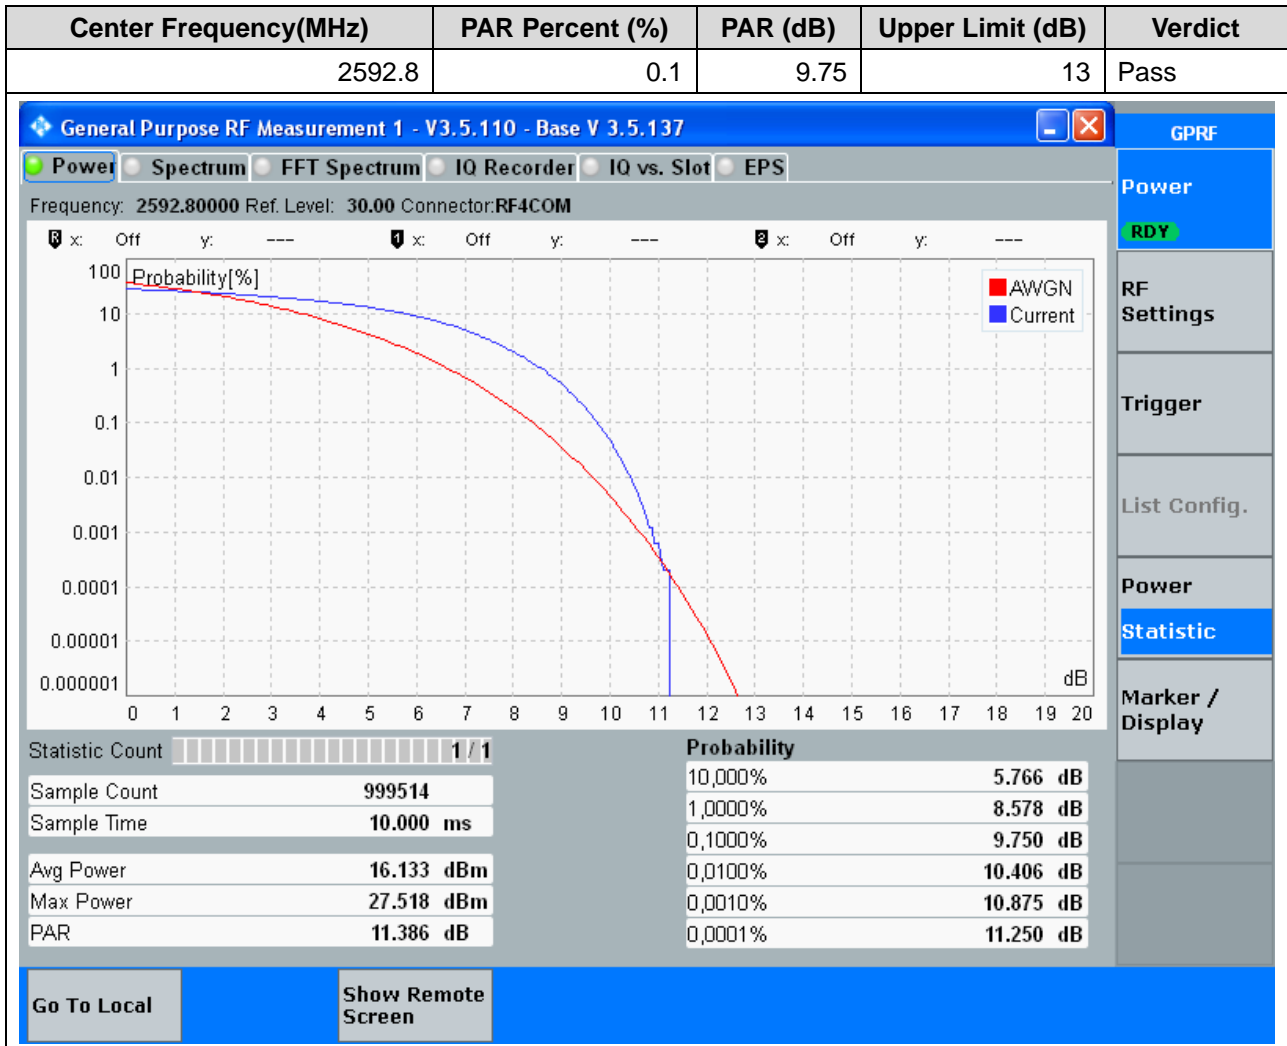 Center Frequency(MHz) PAR Percent (%) PAR (dB) Upper Limit (dB) Verdict
2592.8 0.1 9.75 13 Pass
General Purpose RF Measurement 1 - V3.5.110 - Base V 3.5.137
GPRF
Power Spectrum FFT Spectrum IQ Recorder IQ vs. Slot EPS
Frequency: 2592.80000 Ref. Level: 30.00 Connector:RF4COM
R x: Off y: --- 1 x: Off y: --- 2 x: Off y: ---
Probability[%]
AWGN
Current
100
10
1
0.1
0.01
0.001
0.0001
0.00001
0.000001
dB
0 1 2 3 4 5 6 7 8 9 10 11 12 13 14 15 16 17 18 19 20
Statistic Count 1 / 1
Sample Count 999514
Sample Time 10.000 ms
Avg Power 16.133 dBm
Max Power 27.518 dBm
PAR 11.386 dB
Probability
10,000% 5.766 dB
1,0000% 8.578 dB
0,1000% 9.750 dB
0,0100% 10.406 dB
0,0010% 10.875 dB
0,0001% 11.250 dB
Power
RDY
RF
Settings
Trigger
List Config.
Power
Statistic
Marker /
Display
Go To Local
Show Remote
Screen